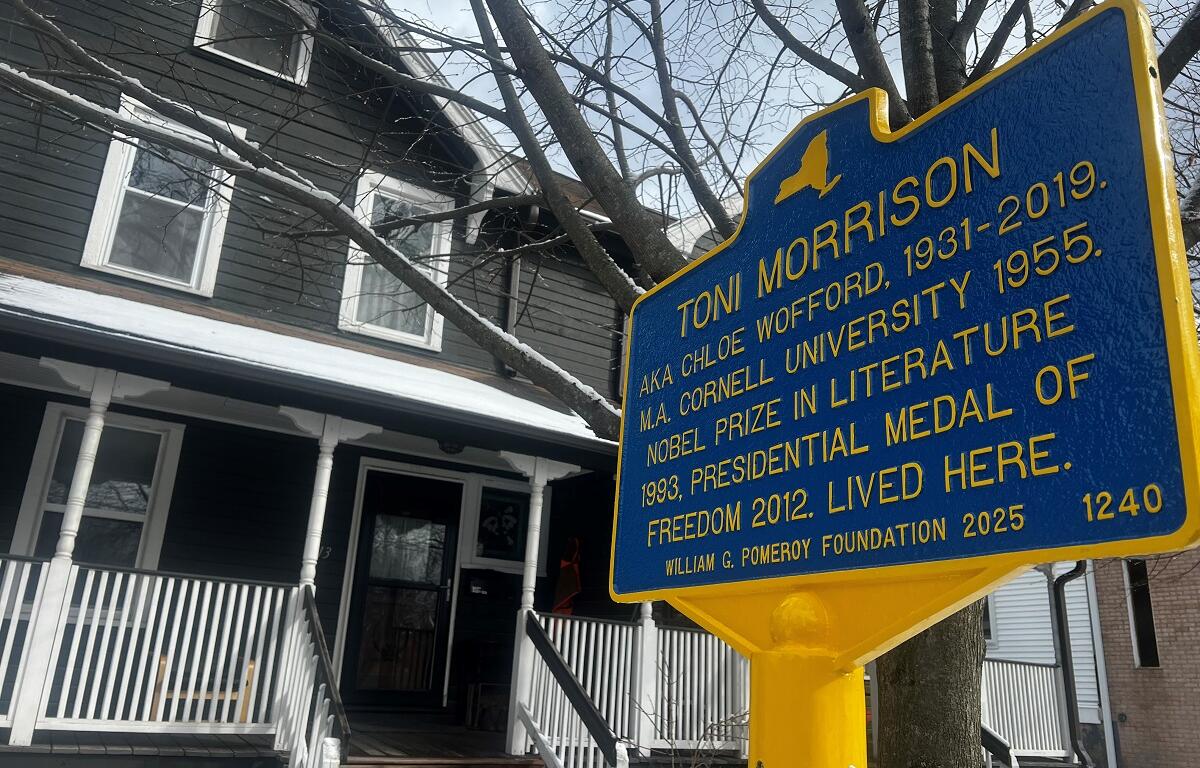 TONI MORRISON
AKA CHLOE WOFFORD, 1931-2019.
M.A. CORNELL UNIVERSITY 1955.
NOBEL PRIZE IN LITERATURE
1993, PRESIDENTIAL MEDAL OF
FREEDOM 2012. LIVED HERE.
WILLIAM G. POMEROY FOUNDATION 2025 1240